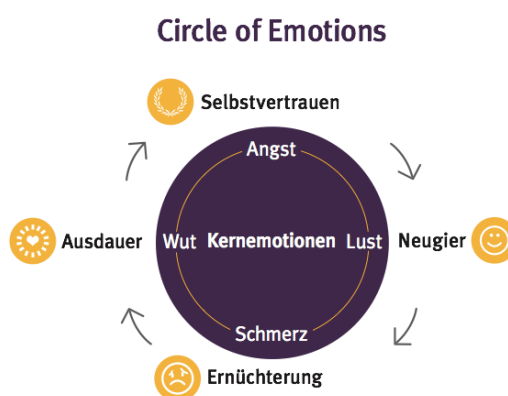 Circle of Emotions
Selbstvertrauen
Angst
Ausdauer
Wut
Kernemotionen
Lust
Neugier
Schmerz
Ernüchterung